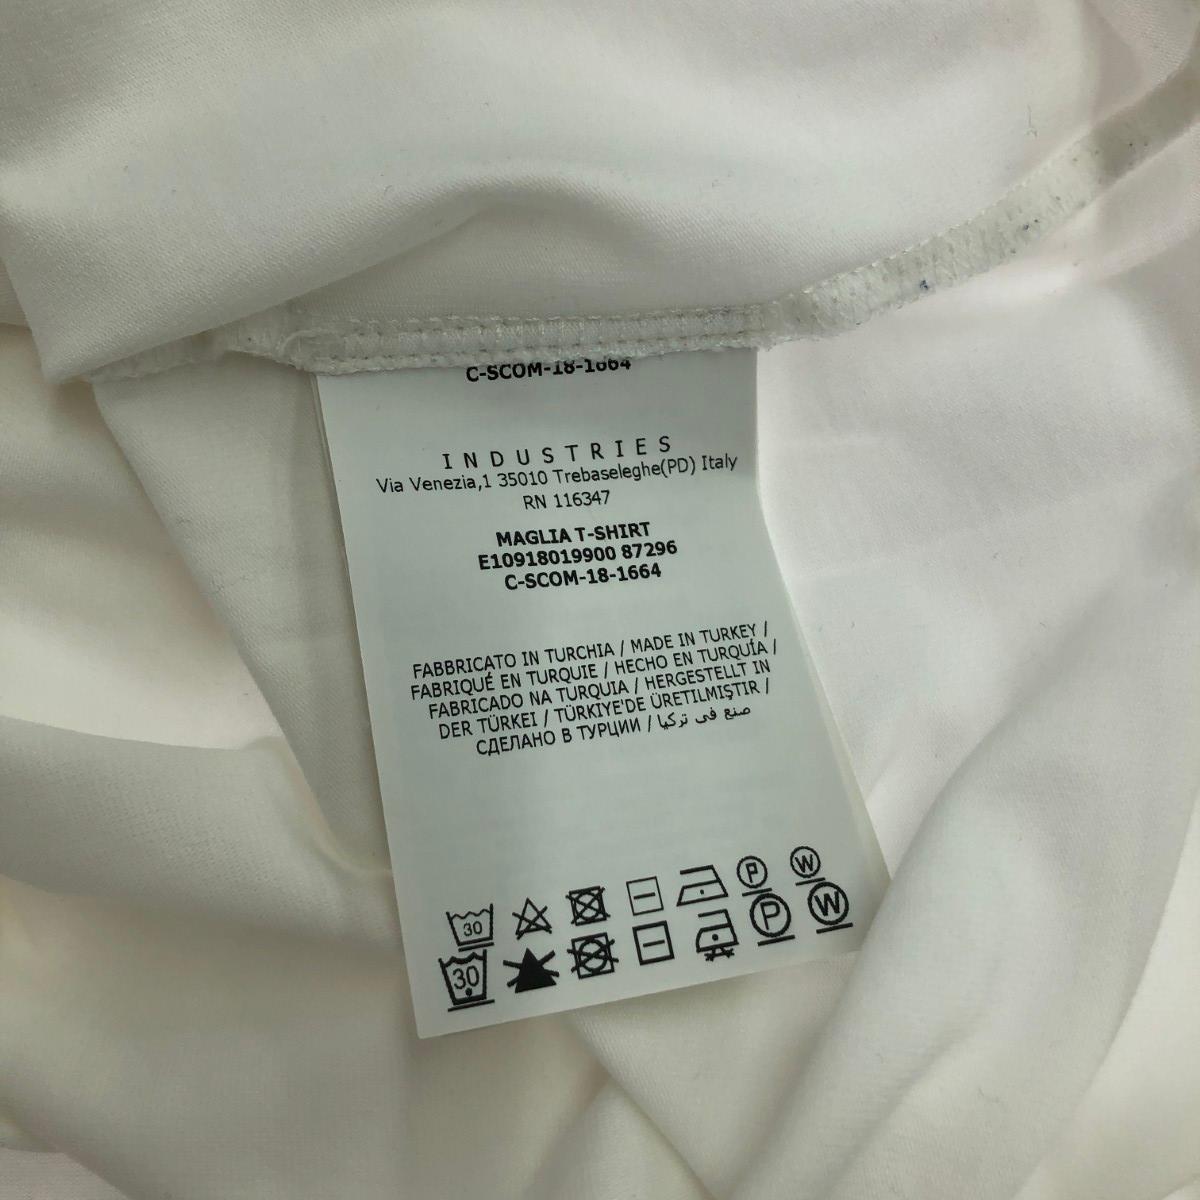 C-SCOM-18-1664
INDUSTRIES
Via Venezia,1 35010 Trebaseleghe(PD) Italy
RN 116347
MAGLIA T-SHIRT
E10918019900 87296
C-SCOM-18-1664
FABBRICATO IN TURCHIA / MADE IN TURKEY /
FABRIQUÉ EN TURQUIE / HECHO EN TURQUÍA /
FABRICADO NA TURQUIA / HERGESTELLT IN
DER TÜRKEI / TÜRKIYE'DE ÜRETILMIŞTIR /
СДЕЛАНО В ТУРЦИИ / صنع في تركيا
30 P W
30 P W